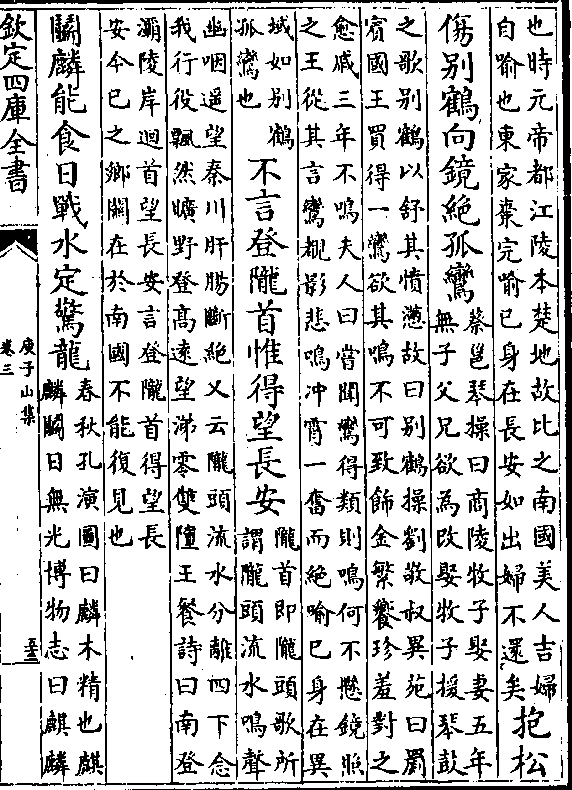 也時元帝都江陵本楚地故比之南國美人吉婦
自喻也東家棗完喻已身在長安如出婦不還矣
抱松
傷别鶴向鏡絕孤鸞
蔡邕琴操曰商陵牧子娶妻五年
無子父兄欲為改娶牧子援琴鼓
之歌别鶴以舒其憤懣故曰别鶴操劉敬叔異苑曰罽
賔國王買得一鸞欲其鳴不可致飾金繁饗珍羞對之
愈戚三年不鳴夫人曰嘗聞鸞得類則鳴何不懸鏡照
之王從其言鸞覩影悲鳴冲霄一奮而絕喻已身在異
域如别鶴
孤鸞也
不言登隴首惟得望長安
隴首即隴頭歌所
謂隴頭流水鳴聲
幽咽遥望秦川肝腸斷絕又云隴頭流水分離四下念
我行役飄然曠野登高遠望涕零雙墮王粲詩曰南登
灞陵岸迴首望長安言登隴首得望長
安今已之鄉關在於南國不能復見也
鬭麟能食日戰水定驚龍
春秋孔演圖曰麟木精也麒
麟鬭日無光博物志曰麒麟
欽定四庫全書
庾子山集
卷三